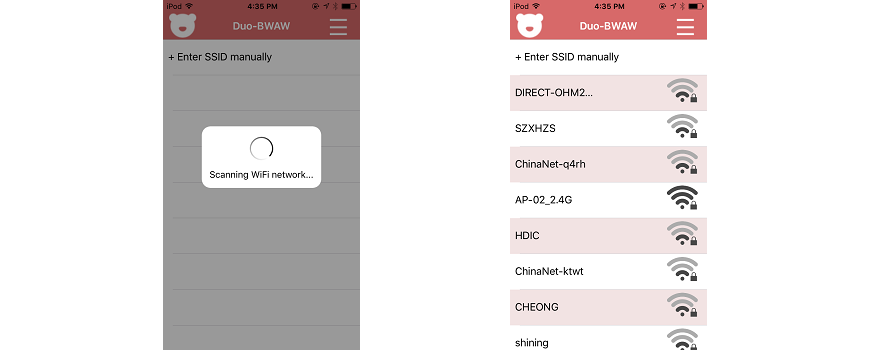 iPod 4:35 PM
Duo-BWAW
+ Enter SSID manually
Scanning WiFi network...
iPod 4:35 PM
Duo-BWAW
+ Enter SSID manually
DIRECT-OHM2...
SZXHZS
ChinaNet-q4rh
AP-02_2.4G
HDIC
ChinaNet-ktwt
CHEONG
shining